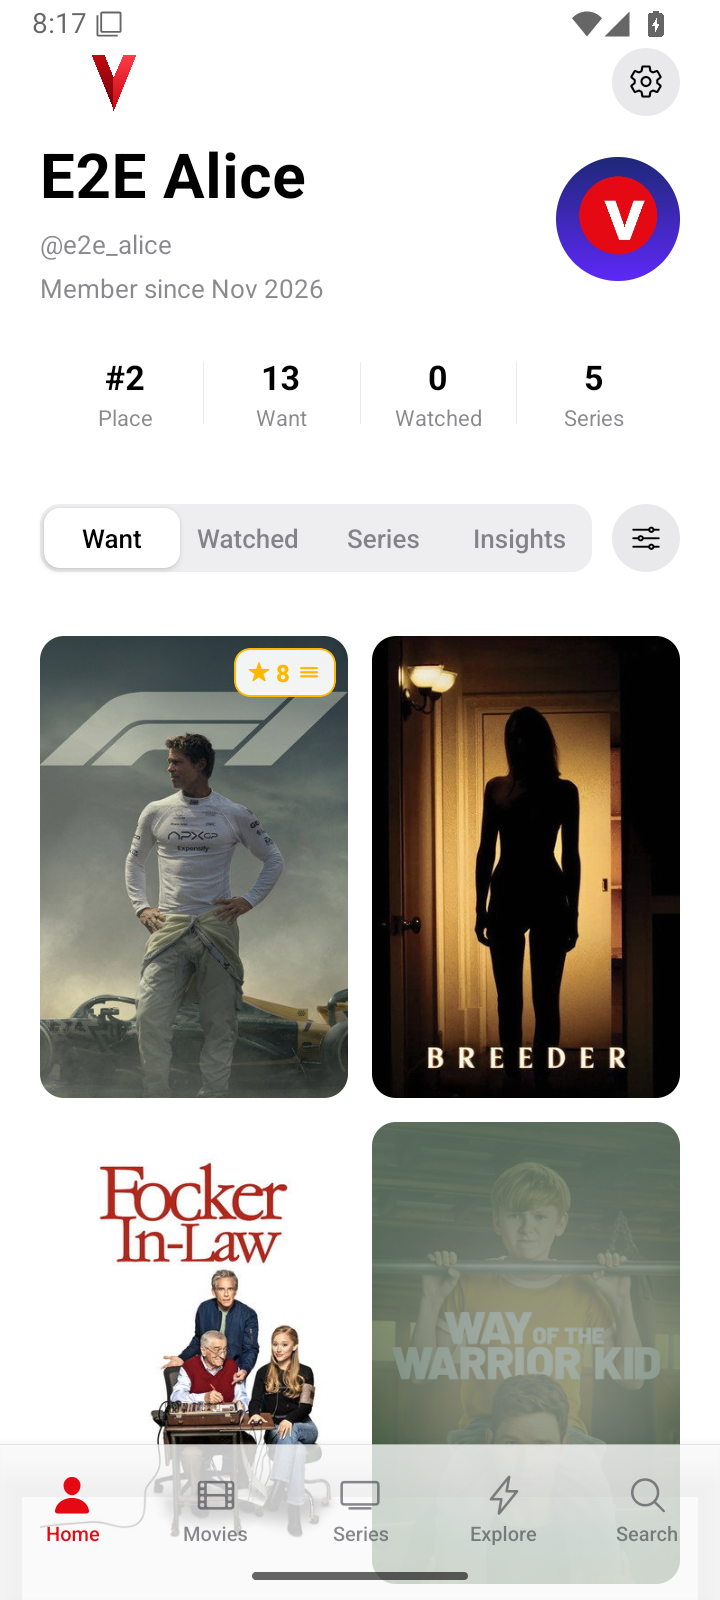 8:17
E2E Alice
@e2e_alice
Member since Nov 2026
V
#2
Place
13
Want
0
Watched
5
Series
Want
Watched
Series
Insights
8
APXGP
Expensify
BREEDER
Focker
In-Law
WAY OF THE
WARRIOR KID
Home
Movies
Series
Explore
Search